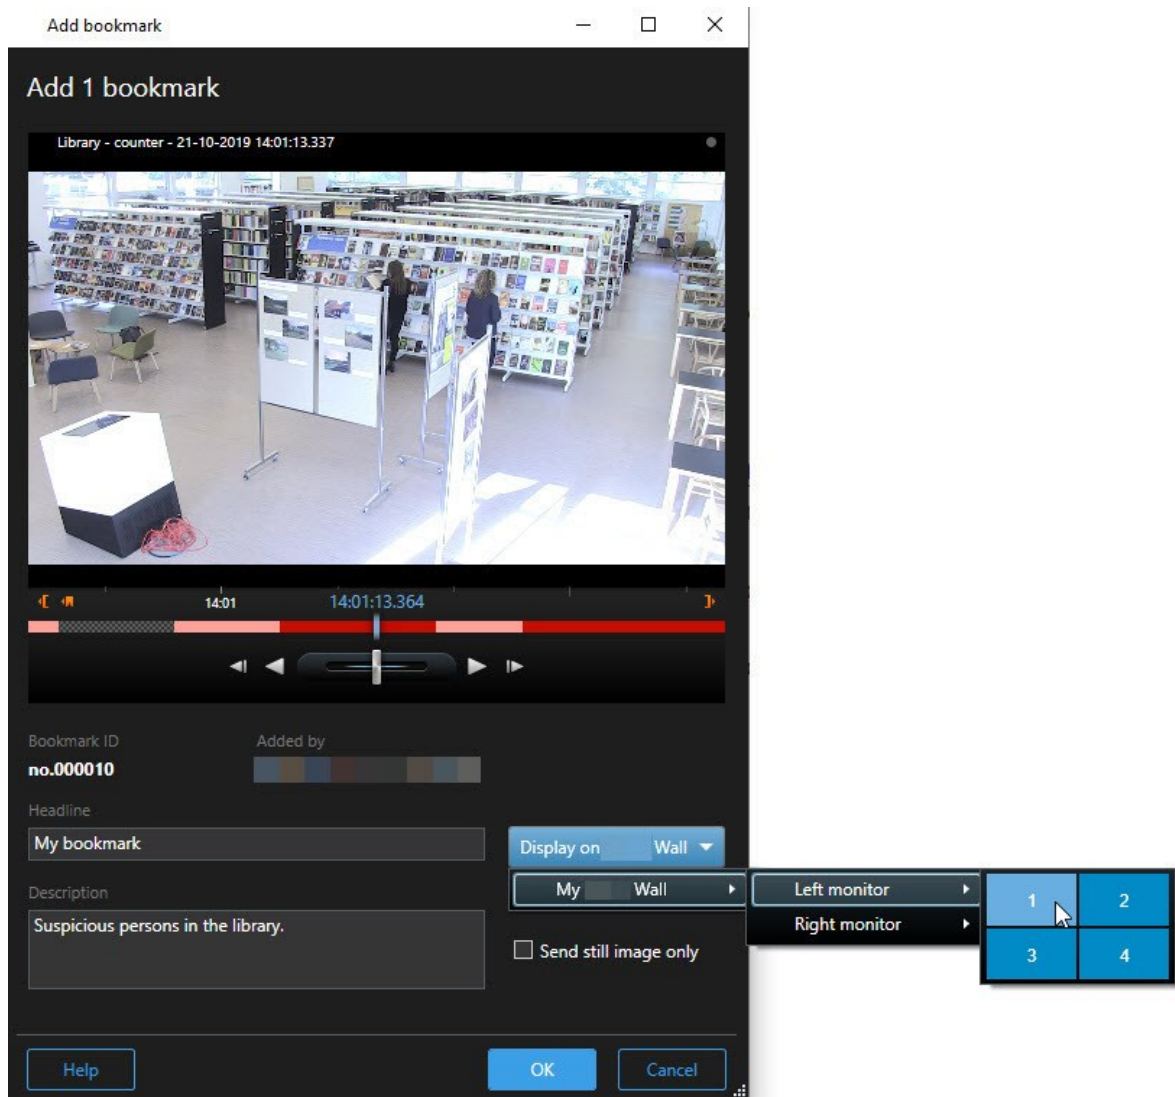 Add bookmark
Add 1 bookmark
Library - counter - 21-10-2019 14:01:13.337
14:01
14:01:13.364
Bookmark ID
Added by
no.000010
Headline
My bookmark
Display on Wall
My Wall
Left monitor
Right monitor
1
2
3
4
Description
Suspicious persons in the library.
Send still image only
Help
OK
Cancel